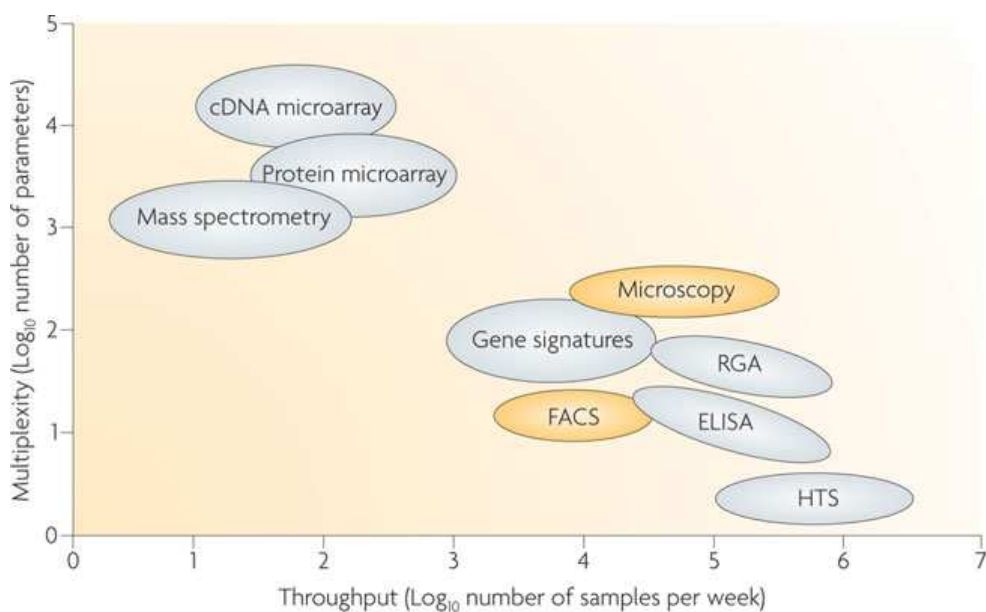 5
4
3
2
1
0
Multiplexity (Log₁₀ number of parameters)
cDNA microarray
Protein microarray
Mass spectrometry
Microscopy
Gene signatures
RGA
FACS
ELISA
HTS
0 1 2 3 4 5 6 7
Throughput (Log₁₀ number of samples per week)